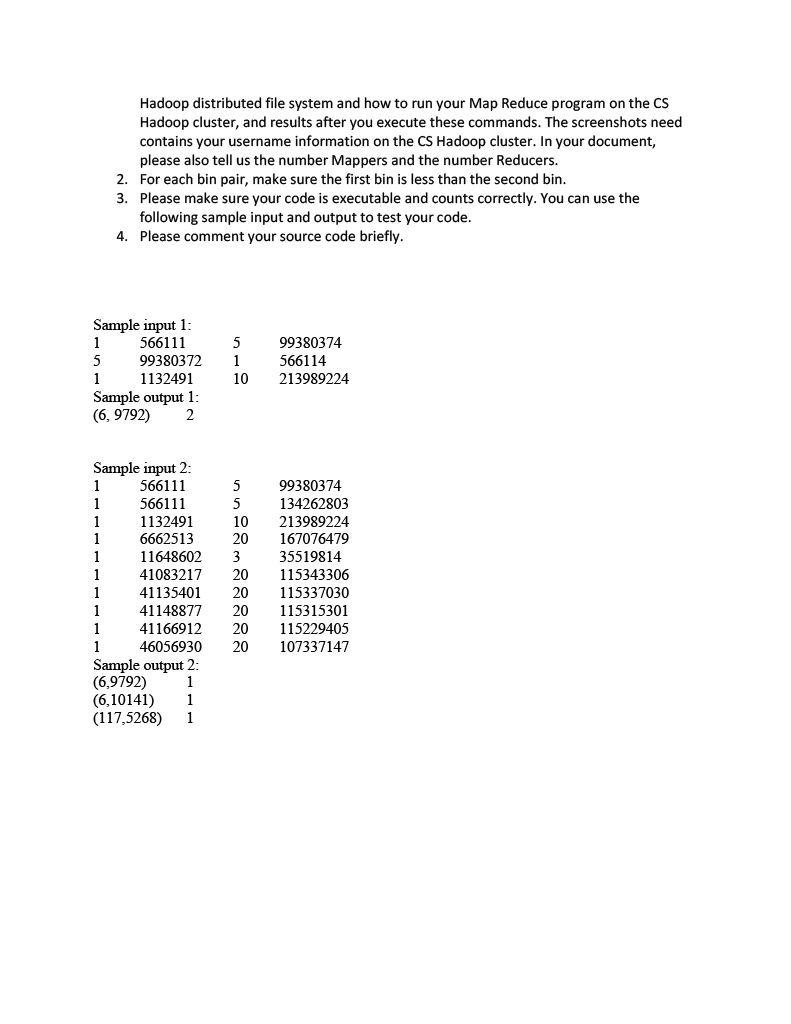 Hadoop distributed file system and how to run your Map Reduce program on the CS
Hadoop cluster, and results after you execute these commands. The screenshots need
contains your username information on the CS Hadoop cluster. In your document,
please also tell us the number Mappers and the number Reducers.
2. For each bin pair, make sure the first bin is less than the second bin.
3. Please make sure your code is executable and counts correctly. You can use the
following sample input and output to test your code.
4. Please comment your source code briefly.
Sample input 1:
1 566111 5 99380374
5 99380372 1 566114
1 1132491 10 213989224
Sample output 1:
(6, 9792) 2
Sample input 2:
1 566111 5 99380374
1 566111 5 134262803
1 1132491 10 213989224
1 6662513 20 167076479
1 11648602 3 35519814
1 41083217 20 115343306
1 41135401 20 115337030
1 41148877 20 115315301
1 41166912 20 115229405
1 46056930 20 107337147
Sample output 2:
(6,9792) 1
(6,10141) 1
(117,5268) 1